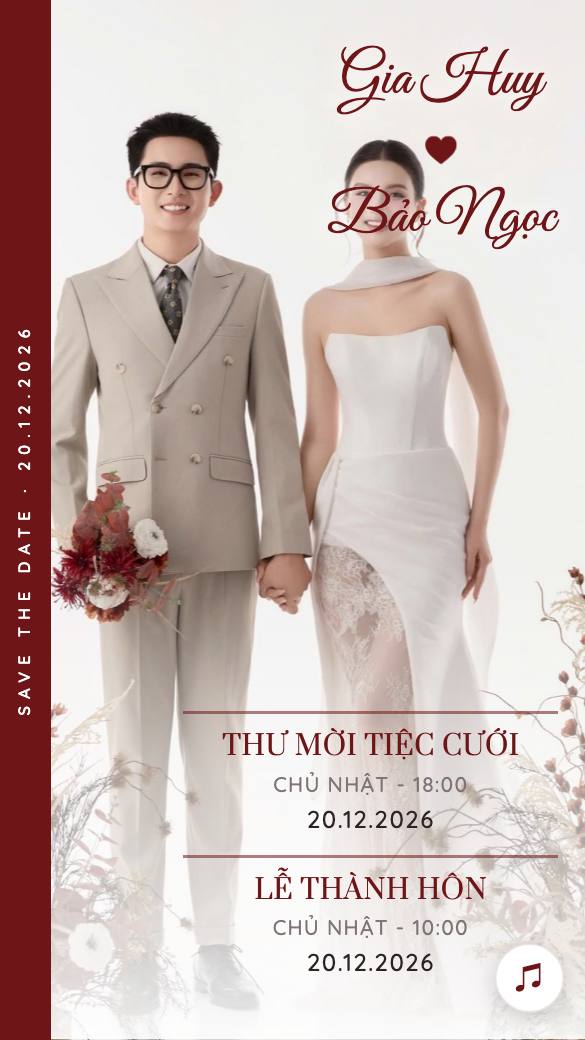 Gia Huy
Bảo Ngọc
SAVE THE DATE · 20.12.2026
THƯ MỜI TIỆC CƯỚI
CHỦ NHẬT - 18:00
20.12.2026
LỄ THÀNH HÔN
CHỦ NHẬT - 10:00
20.12.2026